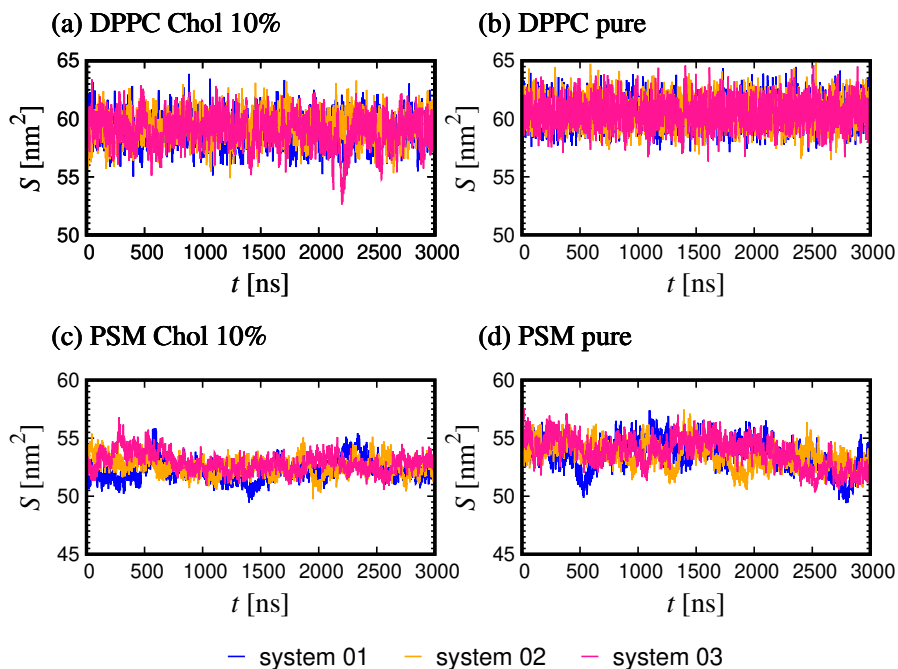 (a) DPPC Chol 10%
(b) DPPC pure
65
60
55
50
S [nm²]
0 500 1000 1500 2000 2500 3000
t [ns]
65
60
55
50
S [nm²]
0 500 1000 1500 2000 2500 3000
t [ns]
(c) PSM Chol 10%
(d) PSM pure
60
55
50
45
S [nm²]
0 500 1000 1500 2000 2500 3000
t [ns]
60
55
50
45
S [nm²]
0 500 1000 1500 2000 2500 3000
t [ns]
system 01 system 02 system 03